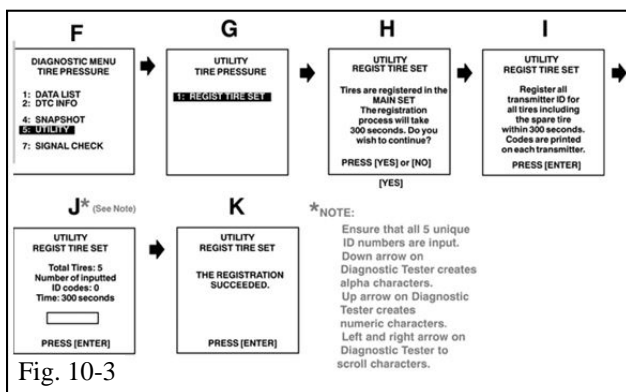 F
DIAGNOSTIC MENU
TIRE PRESSURE
1: DATA LIST
2: DTC INFO
4: SNAPSHOT
5: UTILITY
7: SIGNAL CHECK
G
UTILITY
TIRE PRESSURE
1: REGIST TIRE SET
H
UTILITY
REGIST TIRE SET
Tires are registered in the
MAIN SET
The registration
process will take
300 seconds. Do you
wish to continue?
PRESS [YES] or [NO]
[YES]
I
UTILITY
REGIST TIRE SET
Register all
transmitter ID for
all tires including
the spare tire
within 300 seconds.
Codes are printed
on each transmitter.
PRESS [ENTER]
J* (See Note)
UTILITY
REGIST TIRE SET
Total Tires: 5
Number of inputted
ID codes: 0
Time: 300 seconds
PRESS [ENTER]
K
UTILITY
REGIST TIRE SET
THE REGISTRATION
SUCCEEDED.
*NOTE:
Ensure that all 5 unique
ID numbers are input.
Down arrow on
Diagnostic Tester creates
alpha characters.
Up arrow on Diagnostic
Tester creates
numeric characters.
Left and right arrow on
Diagnostic Tester to
scroll characters.
Fig. 10-3